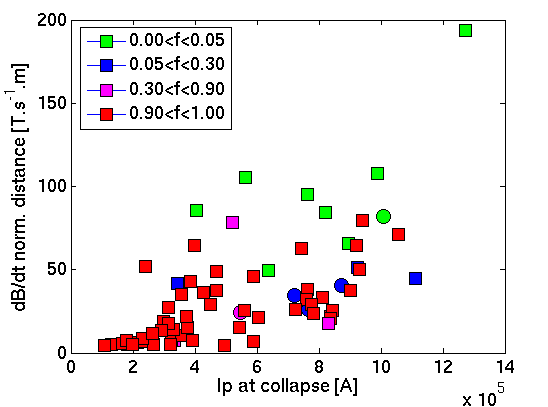 200
150
100
50
0
dB/dt norm. distance [T.s⁻¹.m]
0.00<f<0.05
0.05<f<0.30
0.30<f<0.90
0.90<f<1.00
0 2 4 6 8 10 12 14
Ip at collapse [A]
x 10⁵